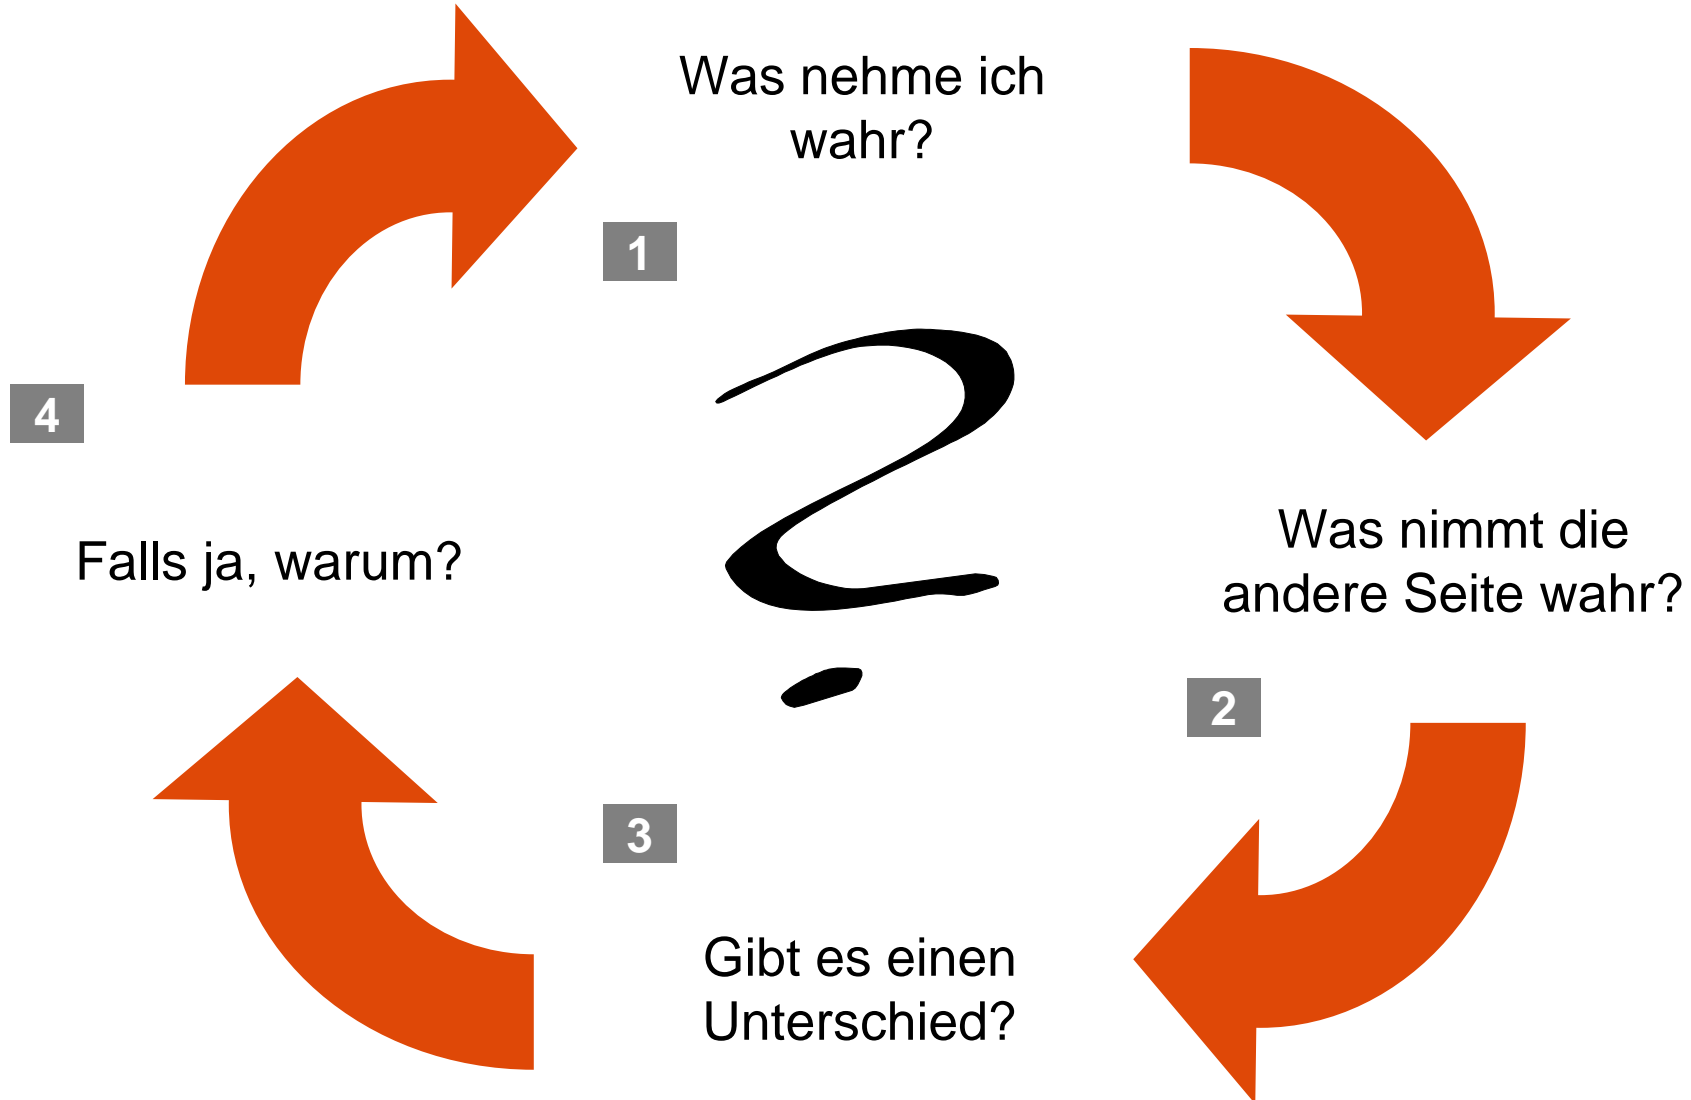 Was nehme ich
wahr?
1
Was nimmt die
andere Seite wahr?
2
3
Gibt es einen
Unterschied?
4
Falls ja, warum?
?